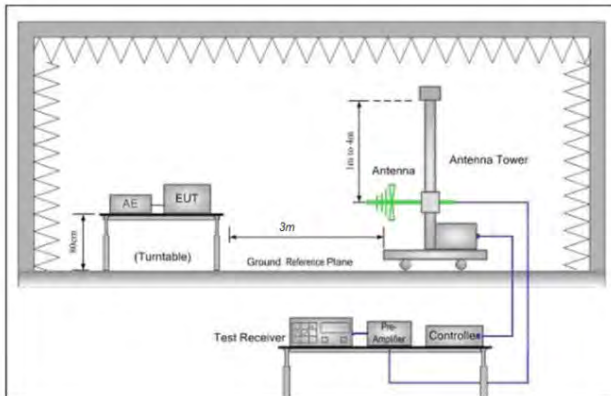 1m to 4m
Antenna
Antenna Tower
AE
EUT
80cm
3m
(Turntable)
Ground Reference Plane
Test Receiver
Pre-
Amplifier
Controller